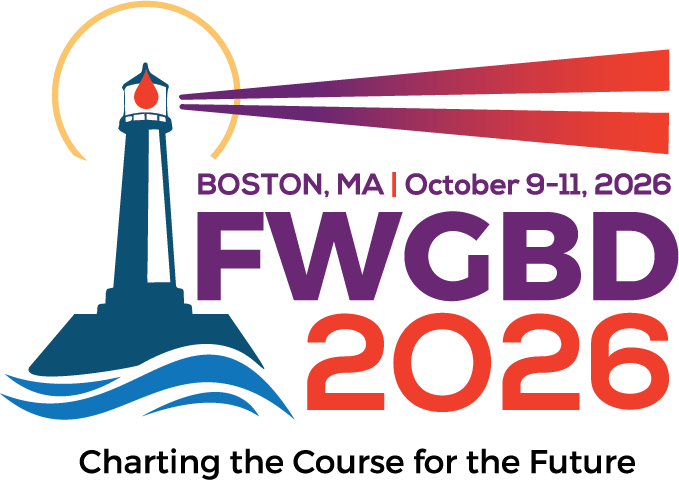 BOSTON, MA | October 9-11, 2026
FWGBD
2026
Charting the Course for the Future